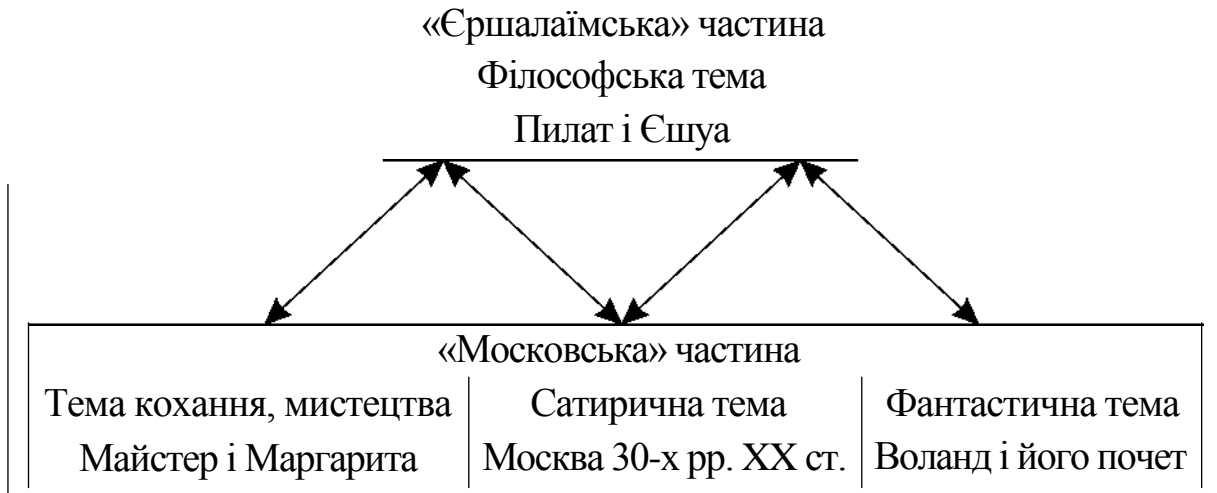 «Єршалаїмська» частина
Філософська тема
Пилат і Єшуа
«Московська» частина
Тема кохання, мистецтва
Майстер і Маргарита
Сатирична тема
Москва 30-х рр. XX ст.
Фантастична тема
Воланд і його почет